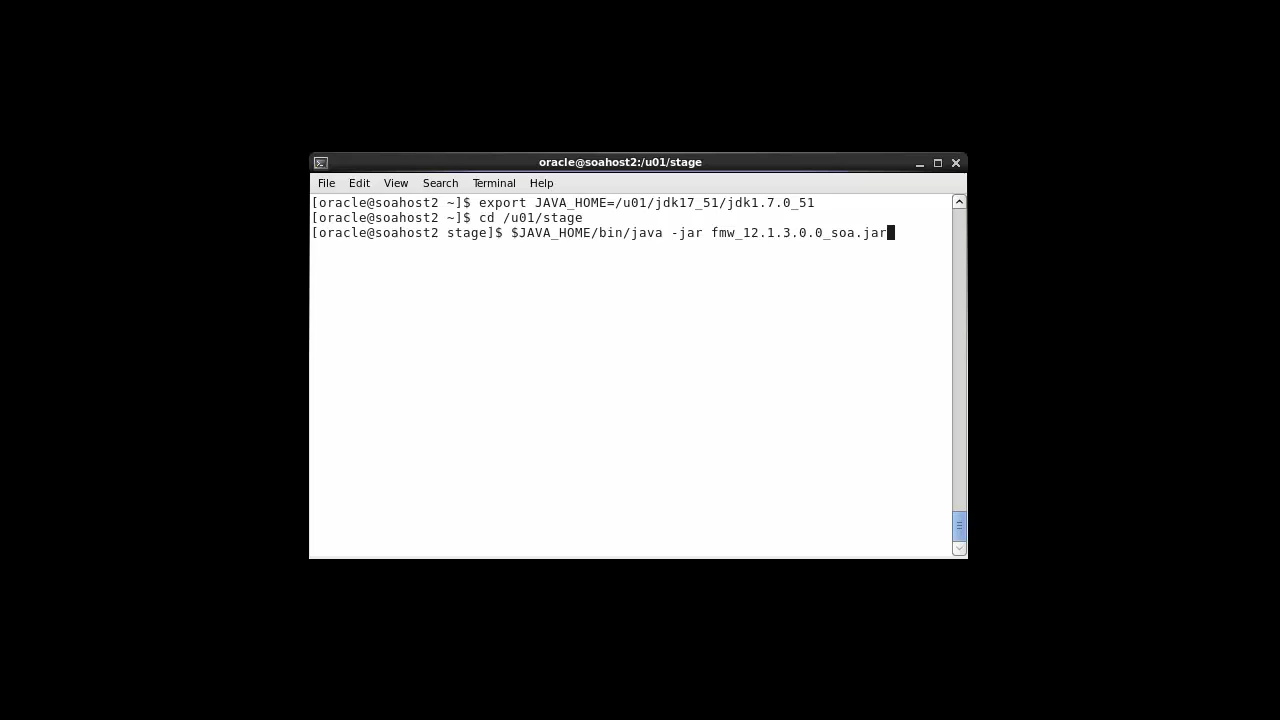 oracle@soahost2:/u01/stage
File Edit View Search Terminal Help
[oracle@soahost2 ~]$ export JAVA_HOME=/u01/jdk17_51/jdk1.7.0_51
[oracle@soahost2 ~]$ cd /u01/stage
[oracle@soahost2 stage]$ $JAVA_HOME/bin/java -jar fmw_12.1.3.0.0_soa.jar